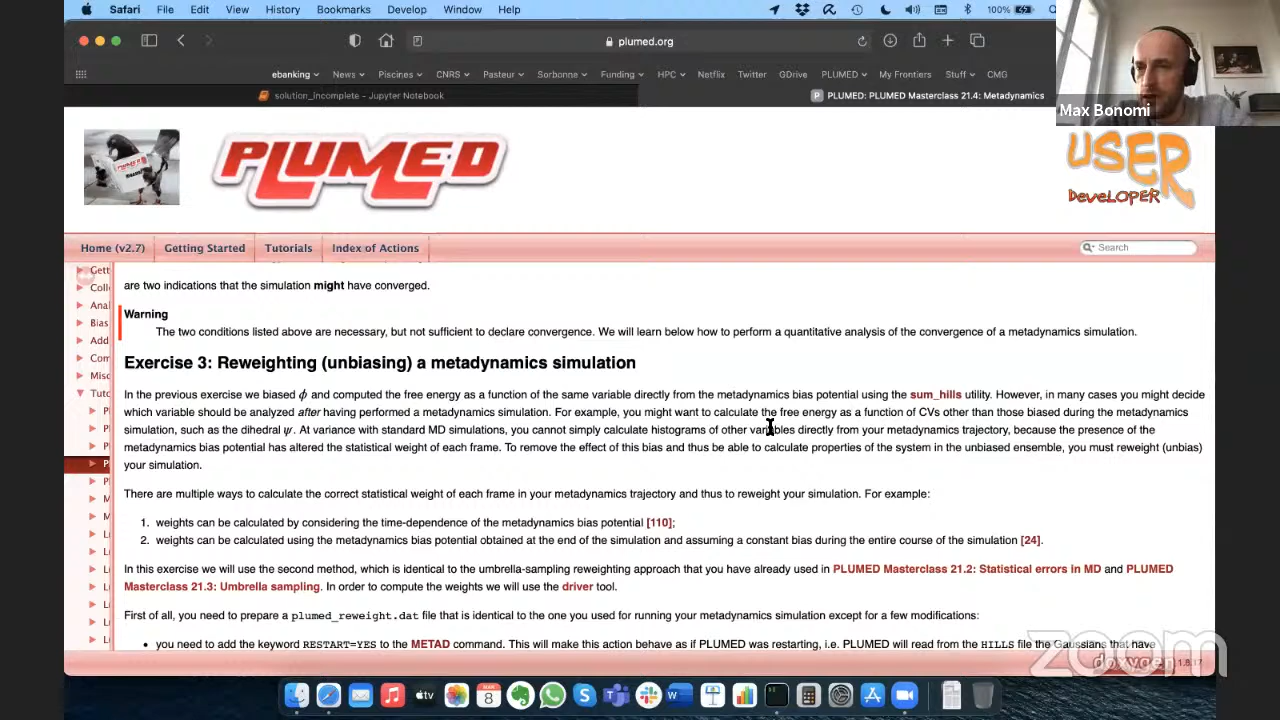 Safari File Edit View History Bookmarks Develop Window Help 100%
plumed.org
ebanking News Piscines CNRS Pasteur Sorbonne Funding HPC Netflix Twitter GDrive PLUMED My Frontiers Stuff CMG
solution_incomplete – Jupyter Notebook
P PLUMED: PLUMED Masterclass 21.4: Metadynamics
Max Bonomi
PLUMED
PLUMED
USER
DeveLOPER
Home (v2.7) Getting Started Tutorials Index of Actions
Search
Gett
Coll
Anal
Bias
Add
Com
Misc
Tuto
P
P
P
P
P
M
M
L
L
L
L
L
L
L
are two indications that the simulation might have converged.
Warning
The two conditions listed above are necessary, but not sufficient to declare convergence. We will learn below how to perform a quantitative analysis of the convergence of a metadynamics simulation.
Exercise 3: Reweighting (unbiasing) a metadynamics simulation
In the previous exercise we biased ϕ and computed the free energy as a function of the same variable directly from the metadynamics bias potential using the sum_hills utility. However, in many cases you might decide
which variable should be analyzed after having performed a metadynamics simulation. For example, you might want to calculate the free energy as a function of CVs other than those biased during the metadynamics
simulation, such as the dihedral ψ. At variance with standard MD simulations, you cannot simply calculate histograms of other variables directly from your metadynamics trajectory, because the presence of the
metadynamics bias potential has altered the statistical weight of each frame. To remove the effect of this bias and thus be able to calculate properties of the system in the unbiased ensemble, you must reweight (unbias)
your simulation.
There are multiple ways to calculate the correct statistical weight of each frame in your metadynamics trajectory and thus to reweight your simulation. For example:
1. weights can be calculated by considering the time-dependence of the metadynamics bias potential [110];
2. weights can be calculated using the metadynamics bias potential obtained at the end of the simulation and assuming a constant bias during the entire course of the simulation [24].
In this exercise we will use the second method, which is identical to the umbrella-sampling reweighting approach that you have already used in PLUMED Masterclass 21.2: Statistical errors in MD and PLUMED
Masterclass 21.3: Umbrella sampling. In order to compute the weights we will use the driver tool.
First of all, you need to prepare a plumed_reweight.dat file that is identical to the one you used for running your metadynamics simulation except for a few modifications:
• you need to add the keyword RESTART=YES to the METAD command. This will make this action behave as if PLUMED was restarting, i.e. PLUMED will read from the HILLS file the Gaussians that have
zoom
doxygen 1.8.17
tv
8